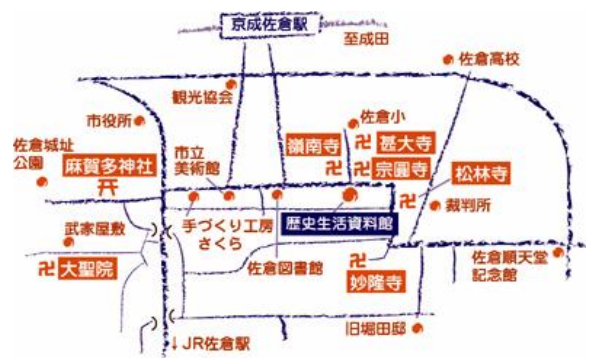 京成佐倉駅
至成田
佐倉高校
観光協会
市役所
佐倉小
嶺南寺
甚大寺
佐倉城址
公園
麻賀多神社
市立
美術館
宗圓寺
松林寺
武家屋敷
手づくり工房
さくら
歴史生活資料館
裁判所
大聖院
佐倉図書館
妙隆寺
佐倉順天堂
記念館
旧堀田邸
↓JR佐倉駅